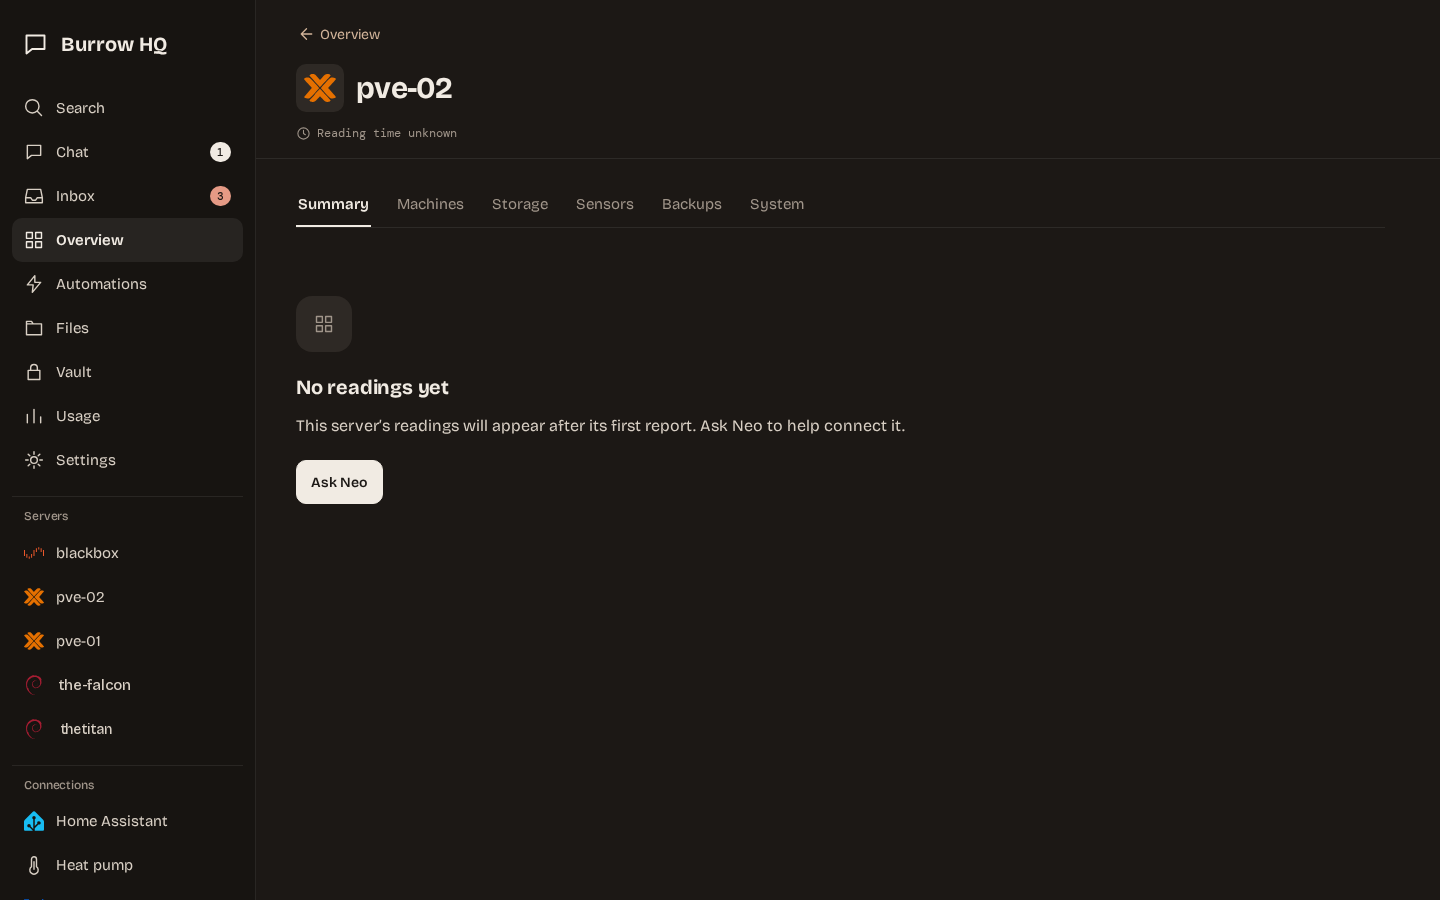 Burrow HQ
Search
Chat
1
Inbox
3
Overview
Automations
Files
Vault
Usage
Settings
Servers
blackbox
pve-02
pve-01
the-falcon
thetitan
Connections
Home Assistant
Heat pump
Overview
pve-02
Reading time unknown
Summary
Machines
Storage
Sensors
Backups
System
No readings yet
This server's readings will appear after its first report. Ask Neo to help connect it.
Ask Neo